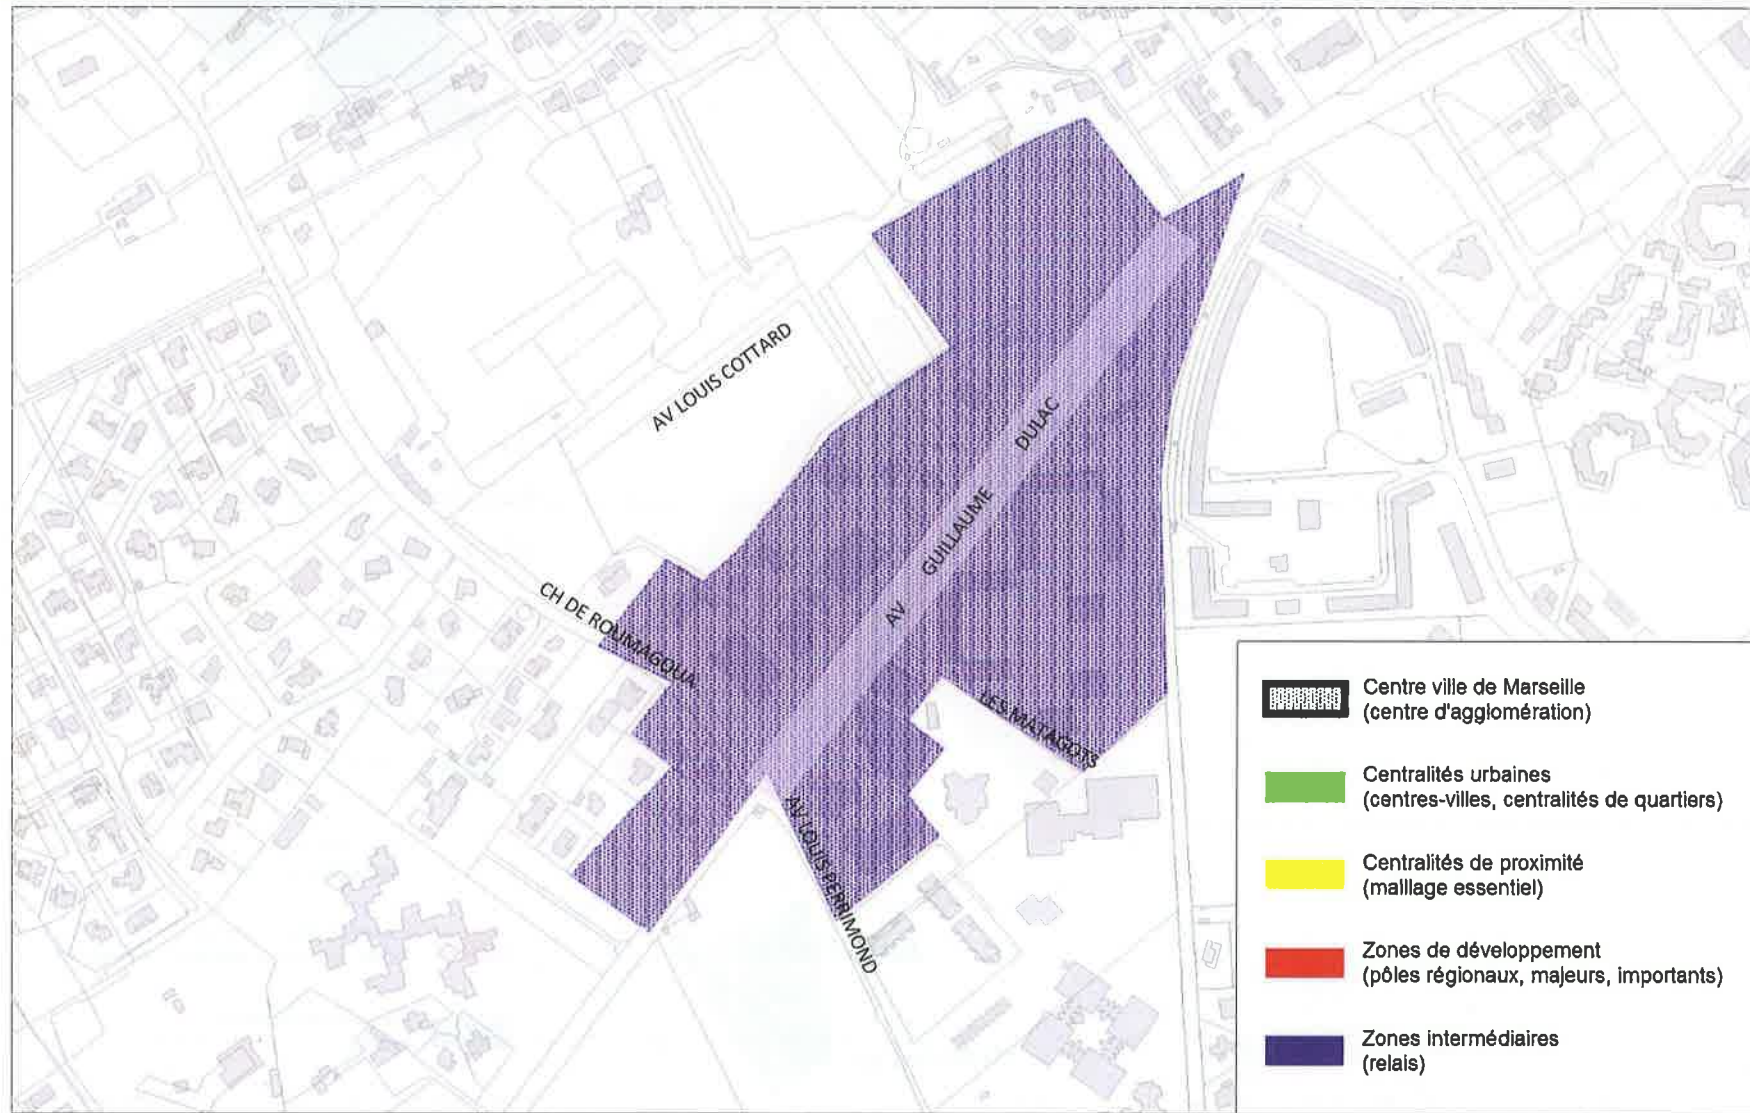 AV LOUIS COTTARD
DULAC
GUILLAUME
AV
CH DE ROUMAGOUA
LES MATAGOTS
AV LOUIS PERRIMOND
Centre ville de Marseille
(centre d'agglomération)
Centralités urbaines
(centres-villes, centralités de quartiers)
Centralités de proximité
(maillage essentiel)
Zones de développement
(pôles régionaux, majeurs, importants)
Zones intermédiaires
(relais)